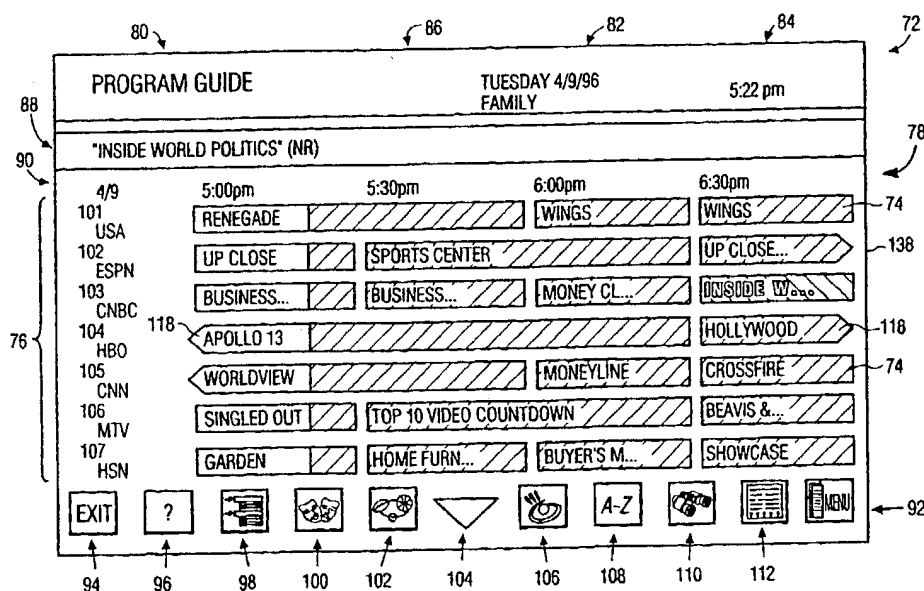 80 86 82 84 72
PROGRAM GUIDE
TUESDAY 4/9/96
FAMILY
5:22 pm
88
"INSIDE WORLD POLITICS" (NR)
78
90
4/9 5:00pm 5:30pm 6:00pm 6:30pm
101
USA
RENEGADE WINGS WINGS 74
102
ESPN
UP CLOSE SPORTS CENTER UP CLOSE... 138
103
CNBC
BUSINESS... BUSINESS... MONEY CL... INSIDE W...
76
118
104
HBO
APOLLO 13 HOLLYWOOD 118
105
CNN
WORLDVIEW MONEYLINE CROSSFIRE 74
106
MTV
SINGLED OUT TOP 10 VIDEO COUNTDOWN BEAVIS &...
107
HSN
GARDEN HOME FURN... BUYER'S M... SHOWCASE
EXIT ? A-Z MENU 92
94 96 98 100 102 104 106 108 110 112